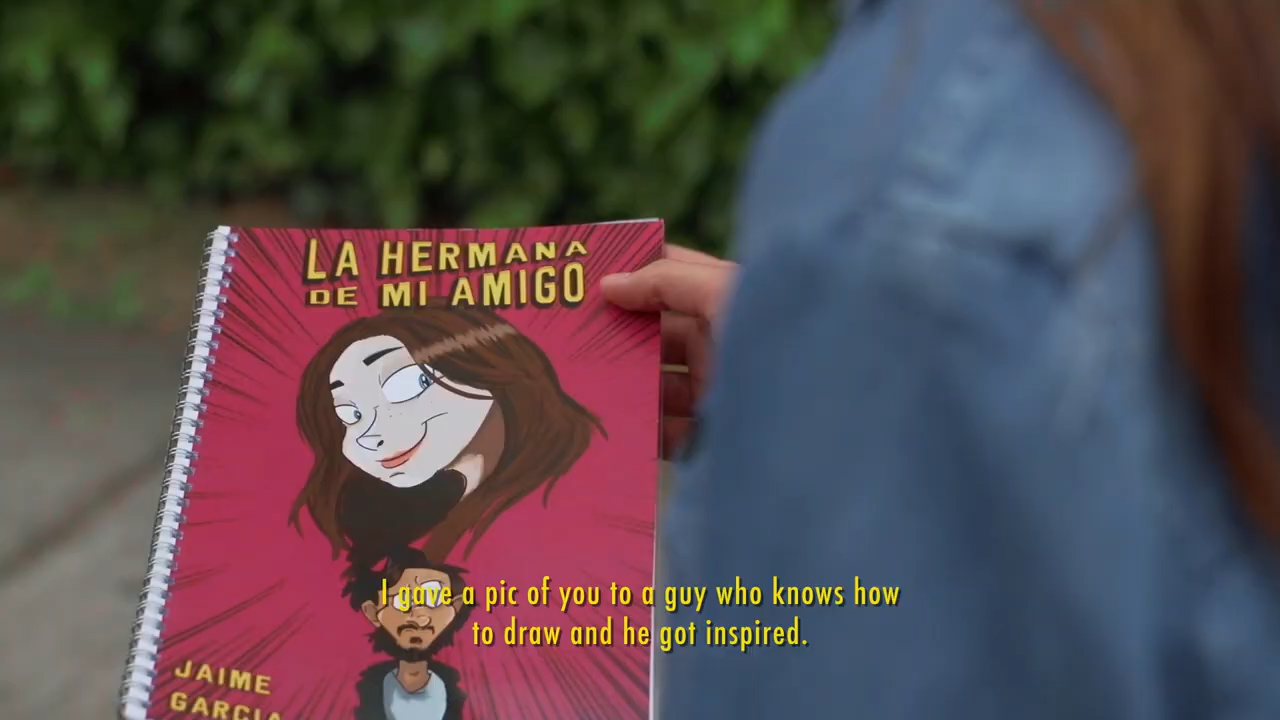 LA HERMANA
DE MI AMIGO
I gave a pic of you to a guy who knows how
to draw and he got inspired.
JAIME
GARCIA